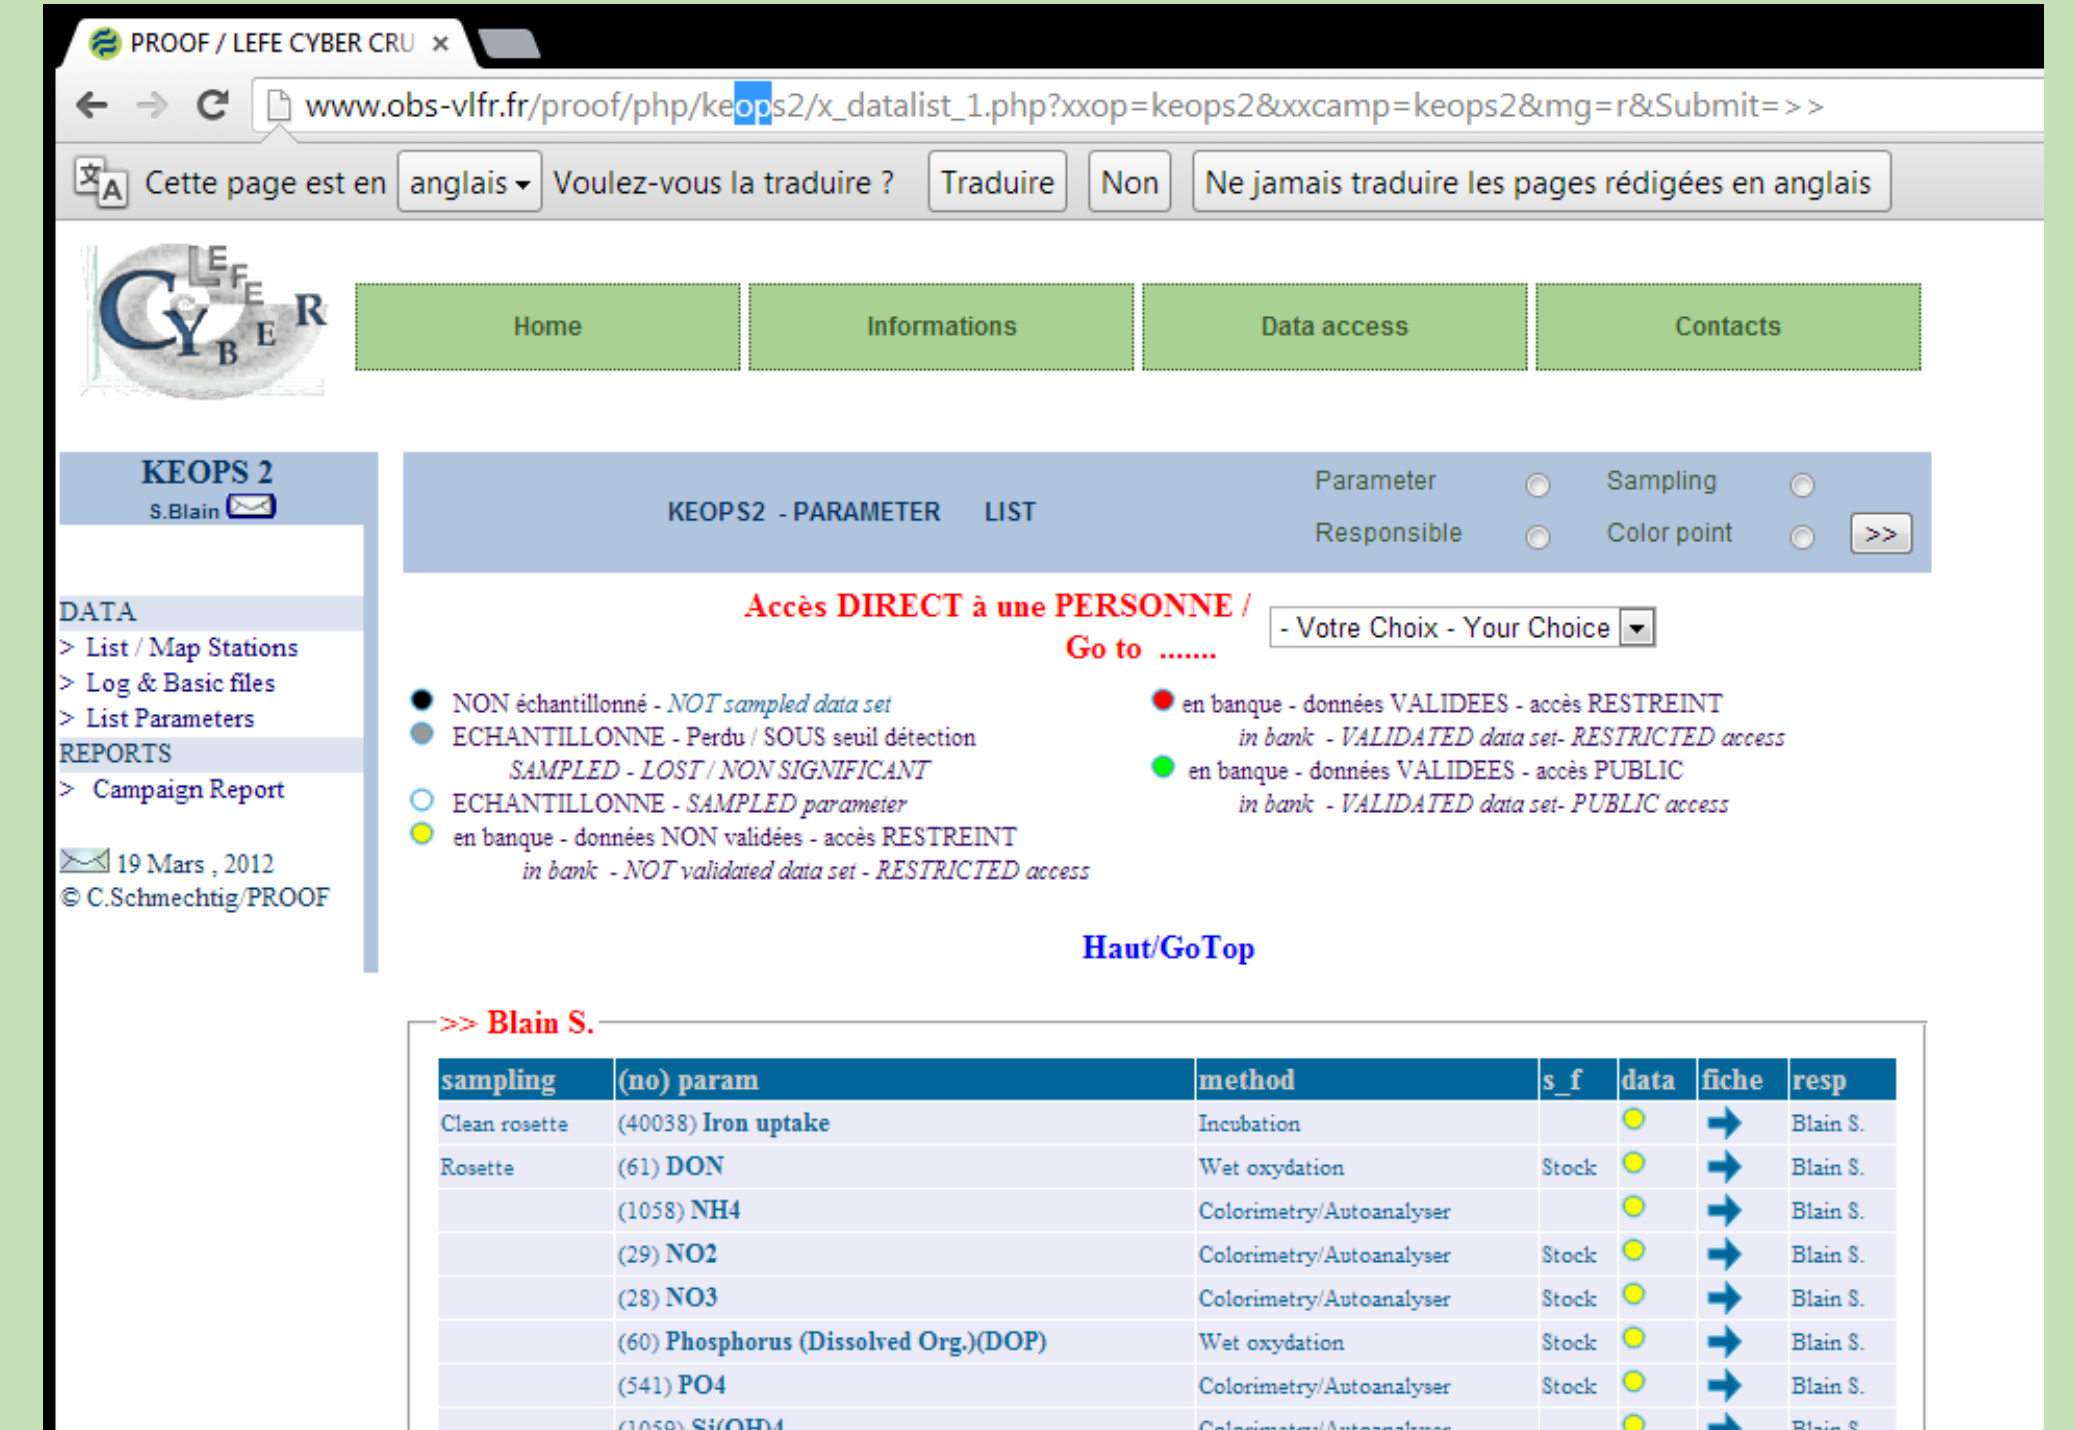 PROOF / LEFE CYBER CRU ×
www.obs-vlfr.fr/proof/php/keops2/x_datalist_1.php?xxop=keops2&xxcamp=keops2&mg=r&Submit=>>
Cette page est en anglais Voulez-vous la traduire ? Traduire Non Ne jamais traduire les pages rédigées en anglais
LEFE
CYBER
Home Informations Data access Contacts
KEOPS 2
S.Blain
KEOPS2 - PARAMETER LIST
Parameter Sampling
Responsible Color point >>
DATA
> List / Map Stations
> Log & Basic files
> List Parameters
REPORTS
> Campaign Report
19 Mars , 2012
© C.Schmechtig/PROOF
Accès DIRECT à une PERSONNE /
Go to .......
- Votre Choix - Your Choice
NON échantillonné - NOT sampled data set
ECHANTILLONNE - Perdu / SOUS seuil détection
SAMPLED - LOST / NON SIGNIFICANT
ECHANTILLONNE - SAMPLED parameter
en banque - données NON validées - accès RESTREINT
in bank - NOT validated data set - RESTRICTED access
en banque - données VALIDEES - accès RESTREINT
in bank - VALIDATED data set- RESTRICTED access
en banque - données VALIDEES - accès PUBLIC
in bank - VALIDATED data set- PUBLIC access
Haut/GoTop
>> Blain S.
sampling (no) param method s_f data fiche resp
Clean rosette (40038) Iron uptake Incubation Blain S.
Rosette (61) DON Wet oxydation Stock Blain S.
(1058) NH4 Colorimetry/Autoanalyser Blain S.
(29) NO2 Colorimetry/Autoanalyser Stock Blain S.
(28) NO3 Colorimetry/Autoanalyser Stock Blain S.
(60) Phosphorus (Dissolved Org.)(DOP) Wet oxydation Stock Blain S.
(541) PO4 Colorimetry/Autoanalyser Stock Blain S.
(1059) Si(OH)4 Colorimetry/Autoanalyser Blain S.